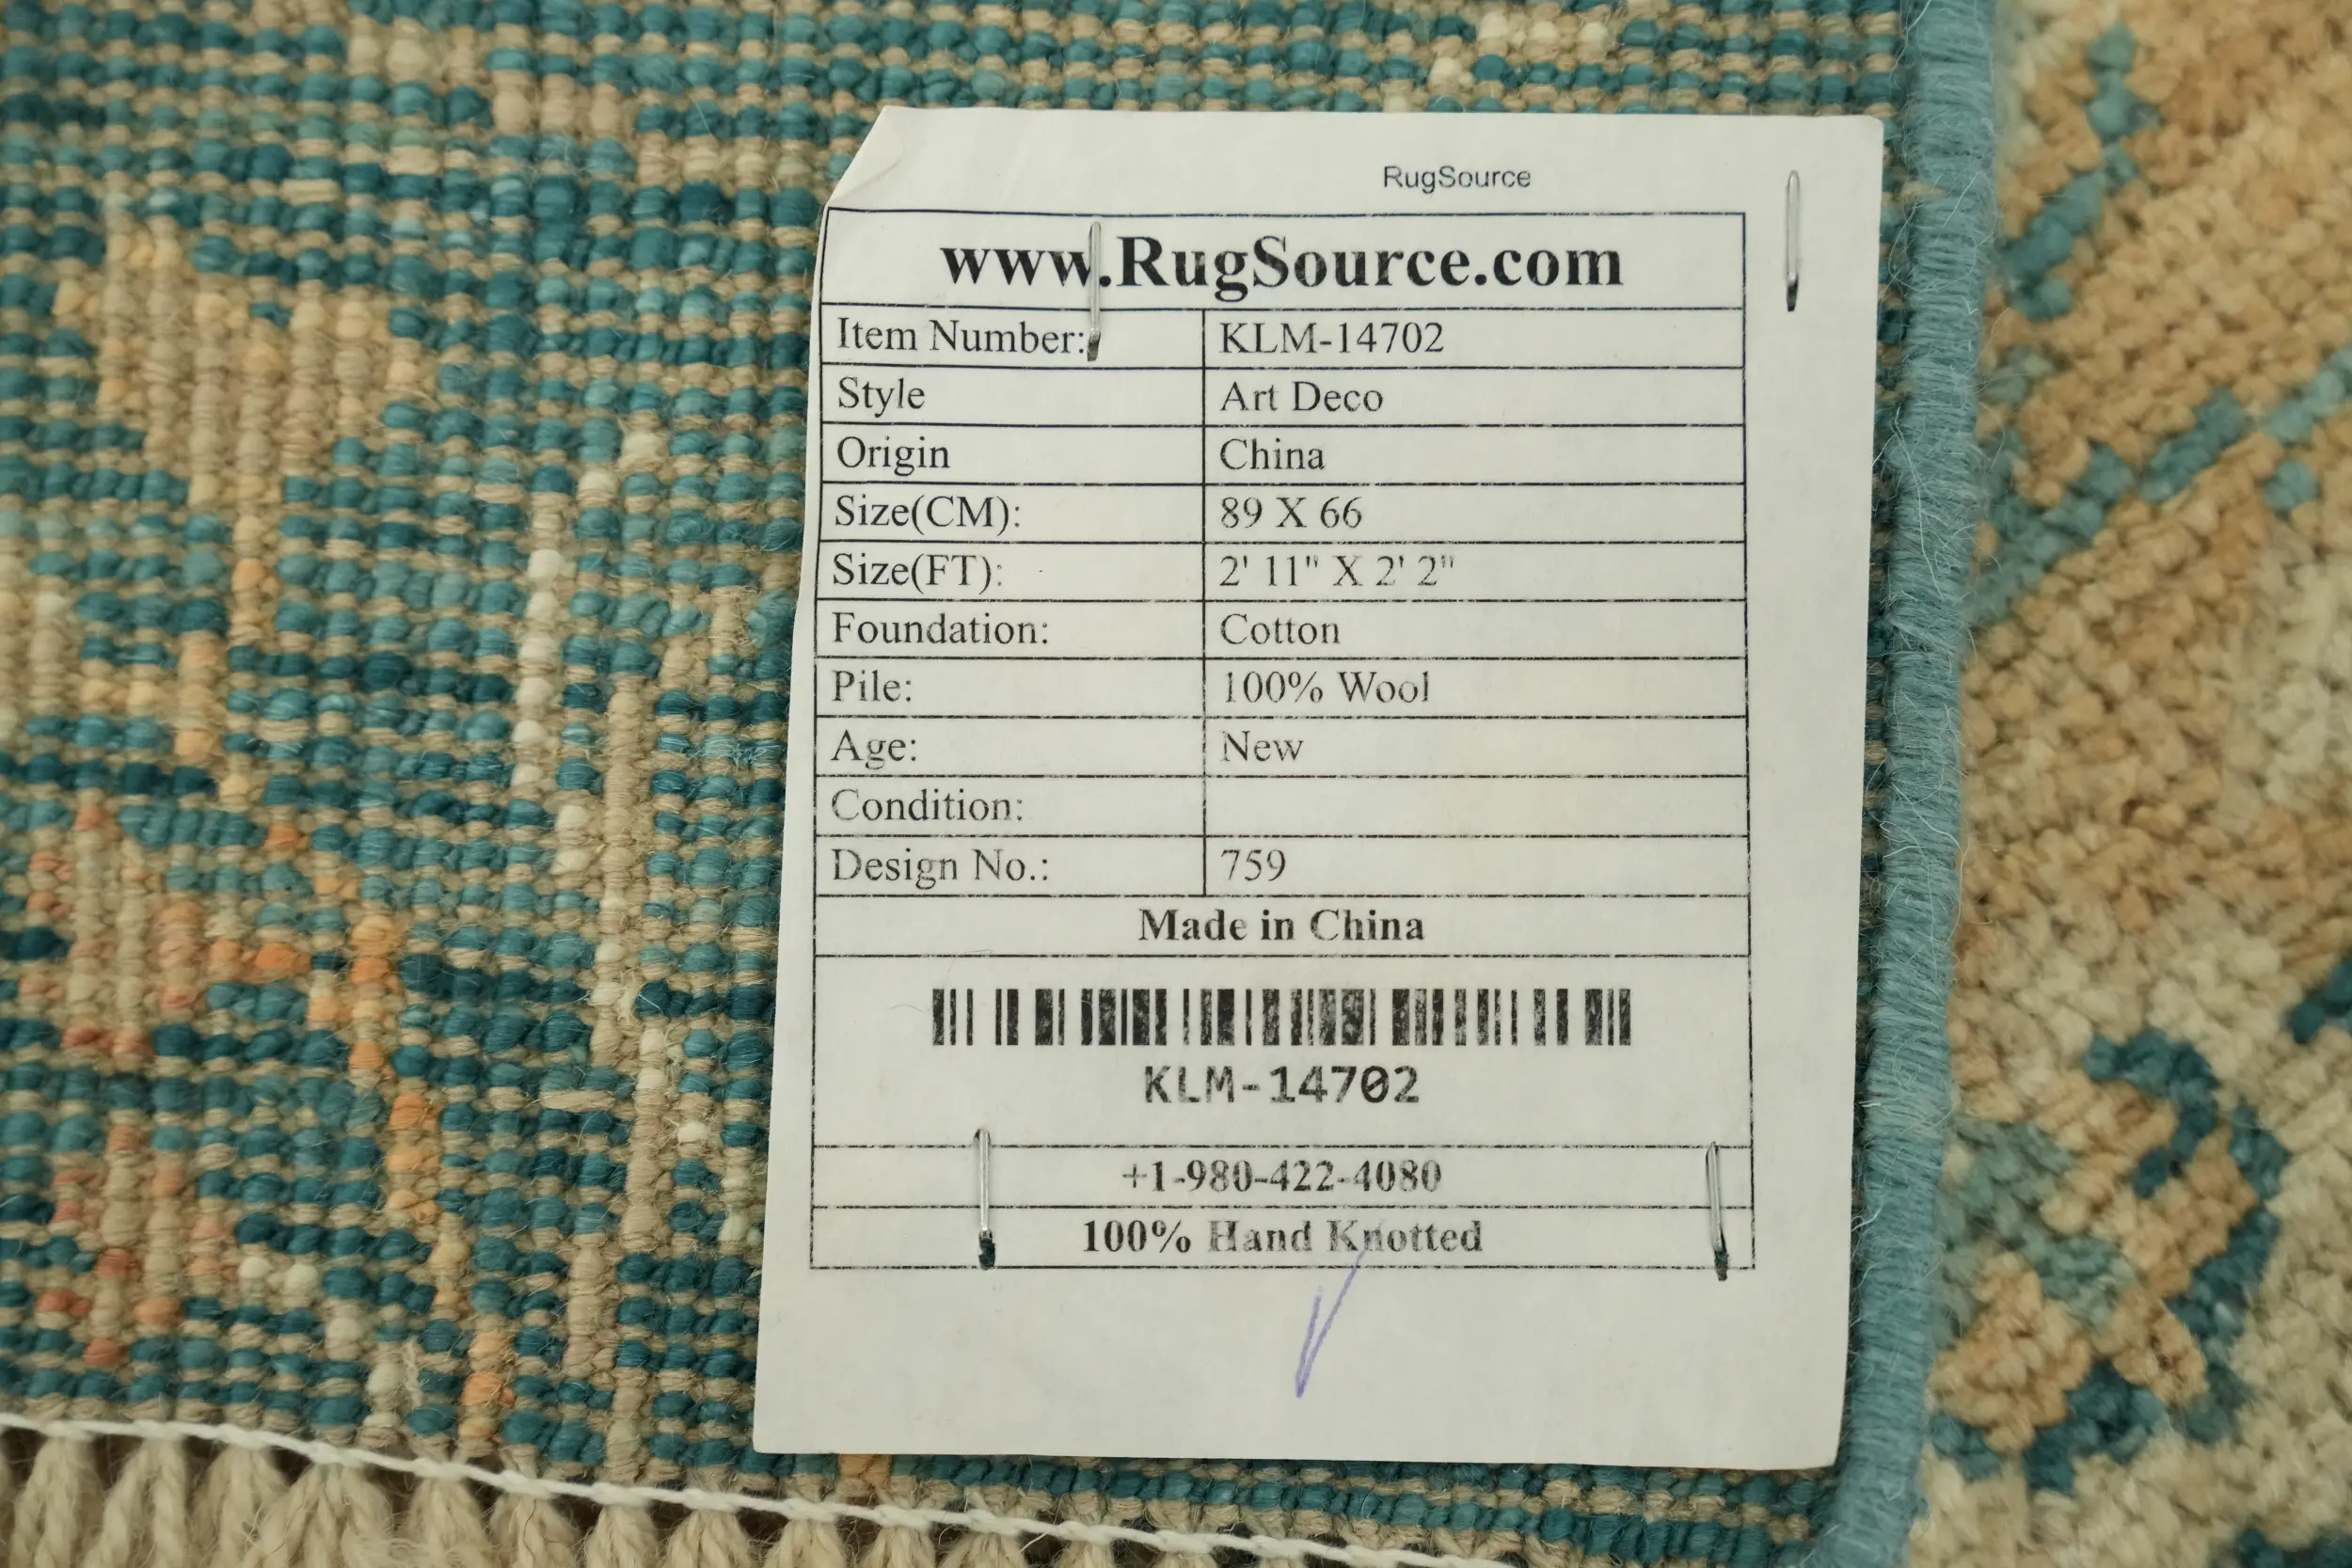 RugSource
www.RugSource.com
Item Number: KLM-14702
Style Art Deco
Origin China
Size(CM): 89 X 66
Size(FT): 2' 11" X 2' 2"
Foundation: Cotton
Pile: 100% Wool
Age: New
Condition:
Design No.: 759
Made in China
KLM-14702
+1-980-422-4080
100% Hand Knotted